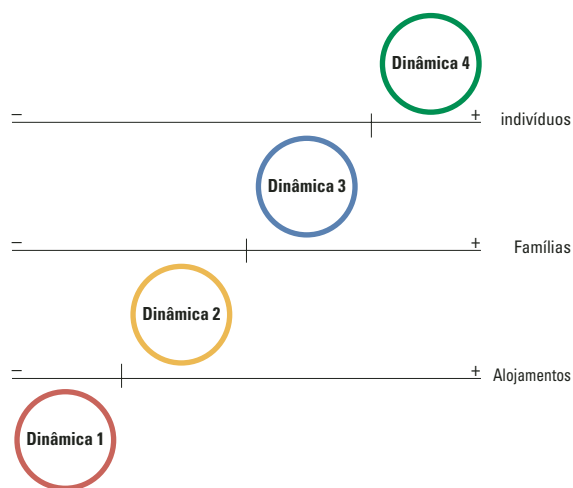 Dinâmica 4
– + indivíduos
Dinâmica 3
– + Famílias
Dinâmica 2
– + Alojamentos
Dinâmica 1